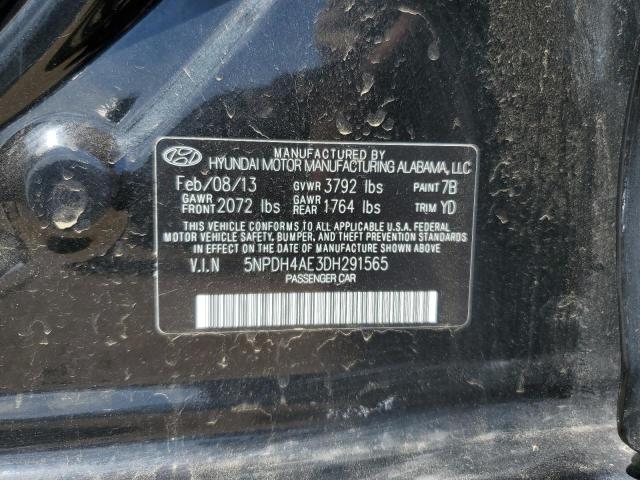 MANUFACTURED BY
HYUNDAI MOTOR MANUFACTURING ALABAMA, LLC
Feb/08/13 GVWR 3792 lbs PAINT 7B
GAWR FRONT 2072 lbs GAWR REAR 1764 lbs TRIM YD
THIS VEHICLE CONFORMS TO ALL APPLICABLE U.S.A. FEDERAL
MOTOR VEHICLE SAFETY, BUMPER, AND THEFT PREVENTION
STANDARDS IN EFFECT ON THE DATE OF MANUFACTURE SHOWN ABOVE.
V.I.N 5NPDH4AE3DH291565
PASSENGER CAR